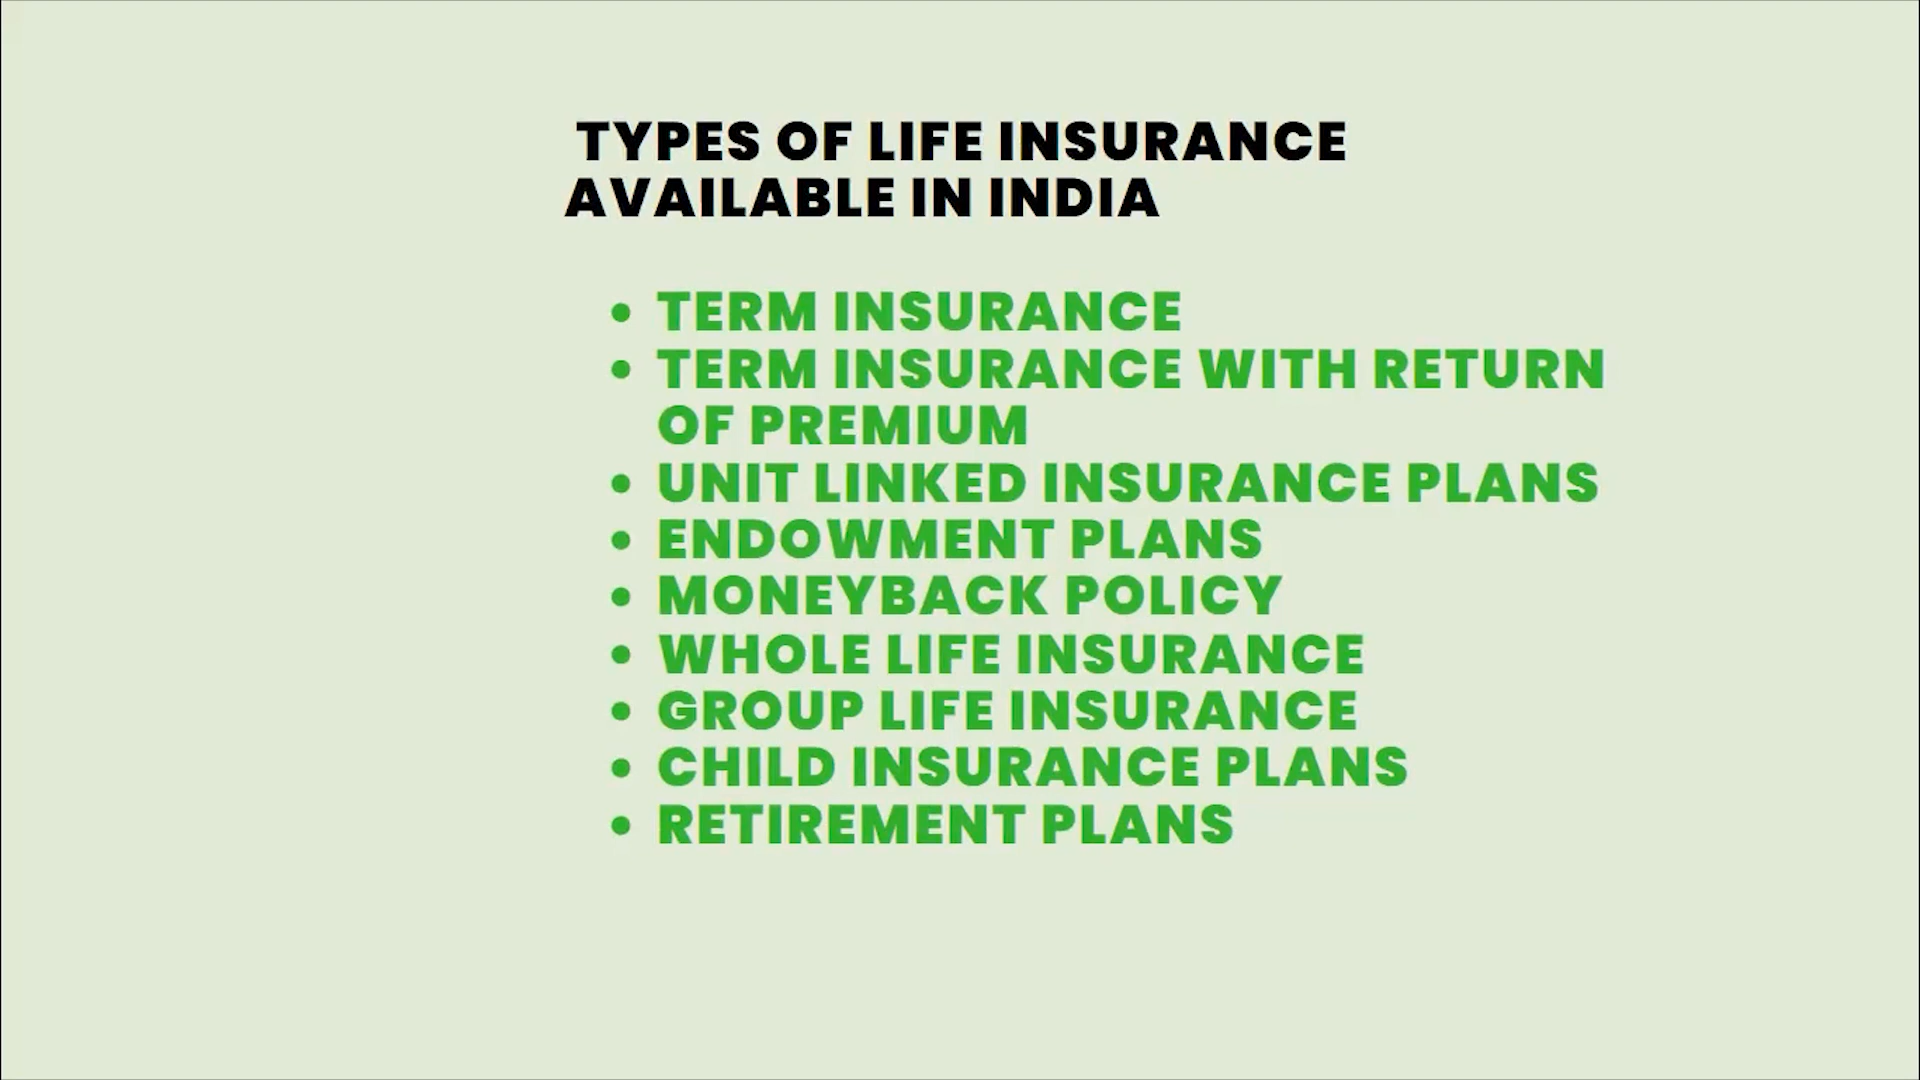 TYPES OF LIFE INSURANCE
AVAILABLE IN INDIA
• TERM INSURANCE
• TERM INSURANCE WITH RETURN
OF PREMIUM
• UNIT LINKED INSURANCE PLANS
• ENDOWMENT PLANS
• MONEYBACK POLICY
• WHOLE LIFE INSURANCE
• GROUP LIFE INSURANCE
• CHILD INSURANCE PLANS
• RETIREMENT PLANS